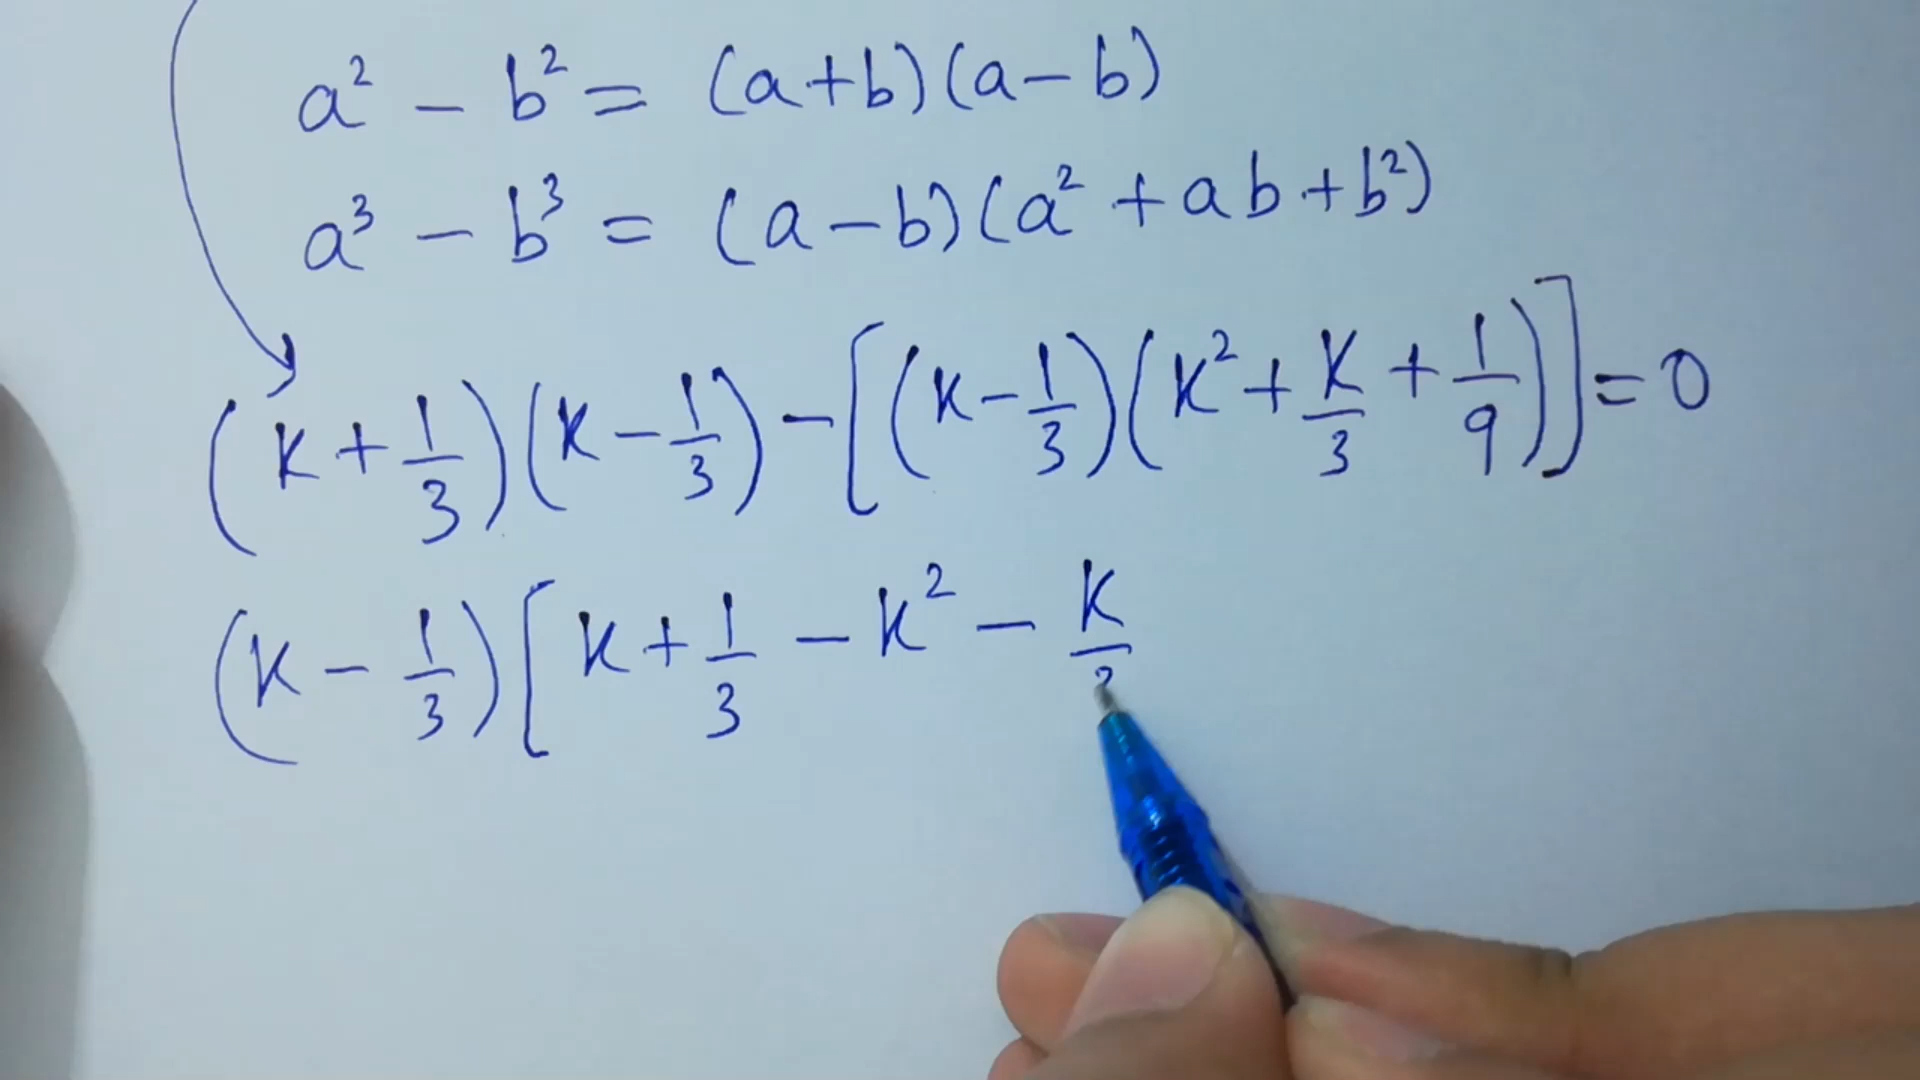 a² - b² = (a+b)(a-b)
a³ - b³ = (a-b)(a² + ab + b²)
(K + 1/3)(K - 1/3) - [(K - 1/3)(K² + K/3 + 1/9)] = 0
(K - 1/3)[K + 1/3 - K² - K/3